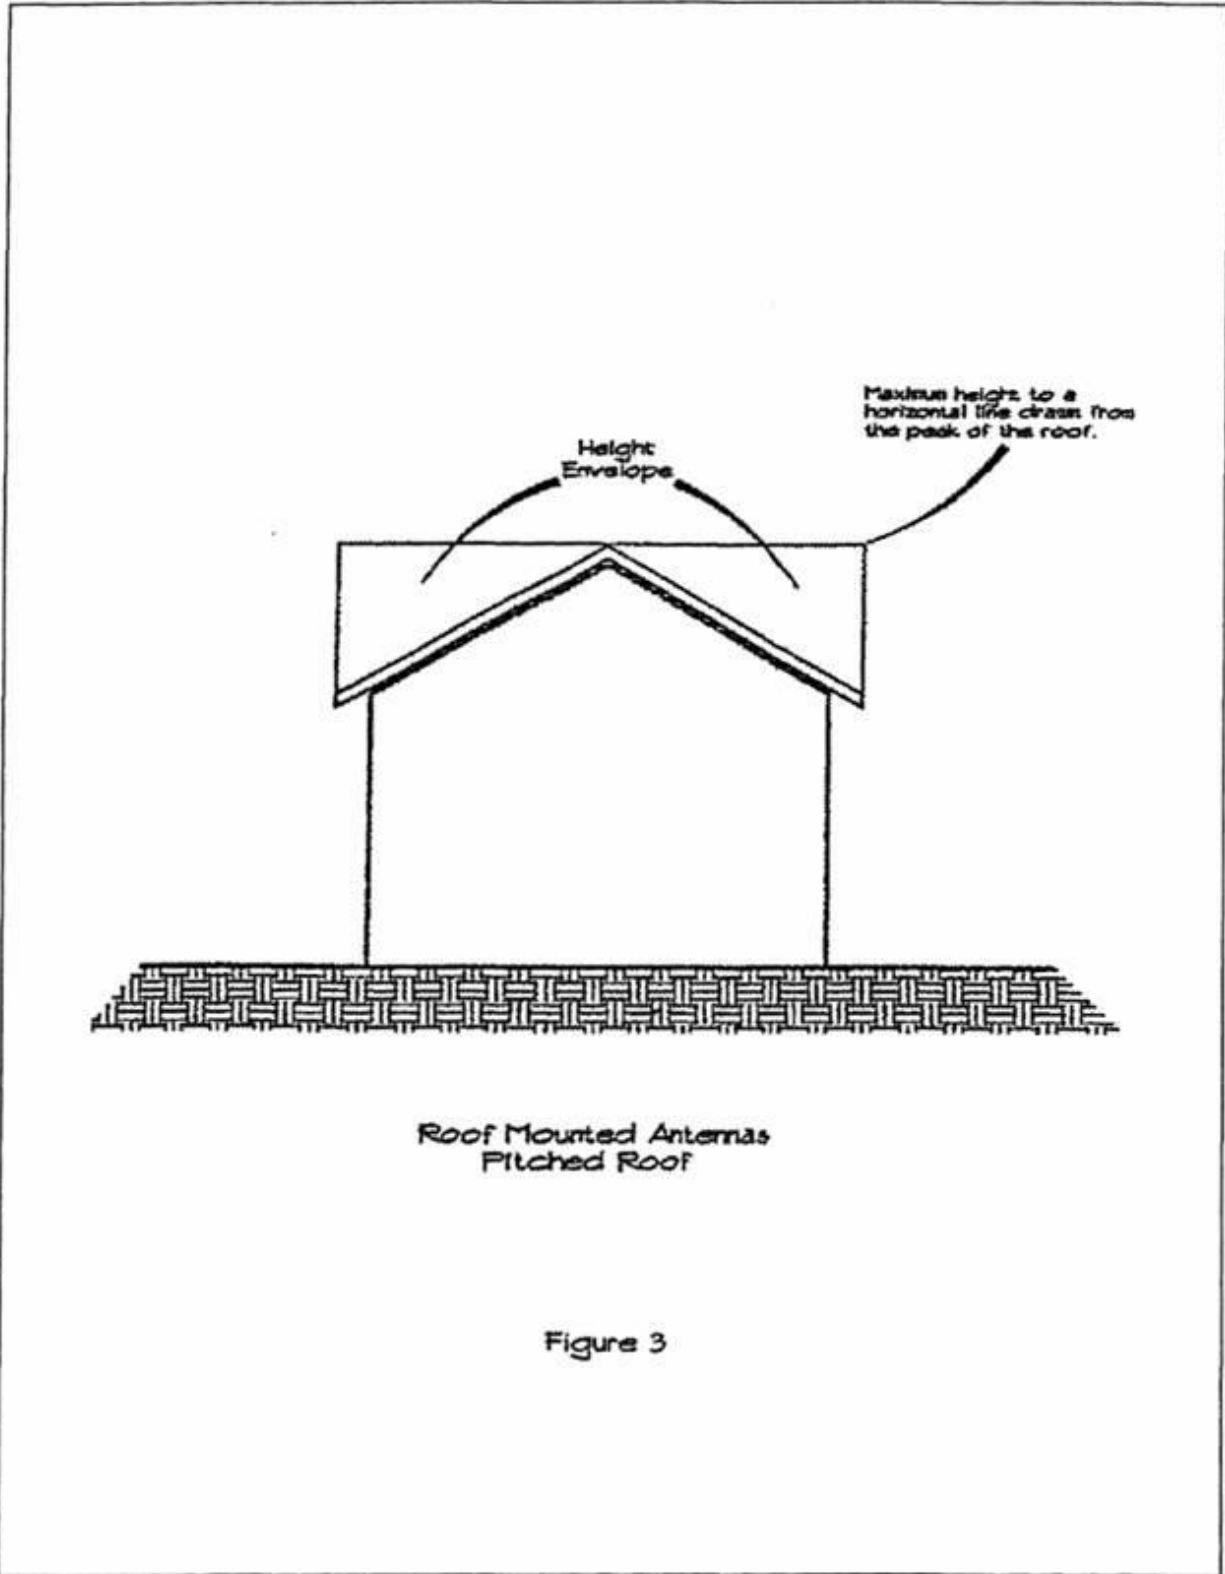 Maximum height to a
horizontal line drawn from
the peak of the roof.
Height
Envelope
Roof Mounted Antennas
Pitched Roof
Figure 3